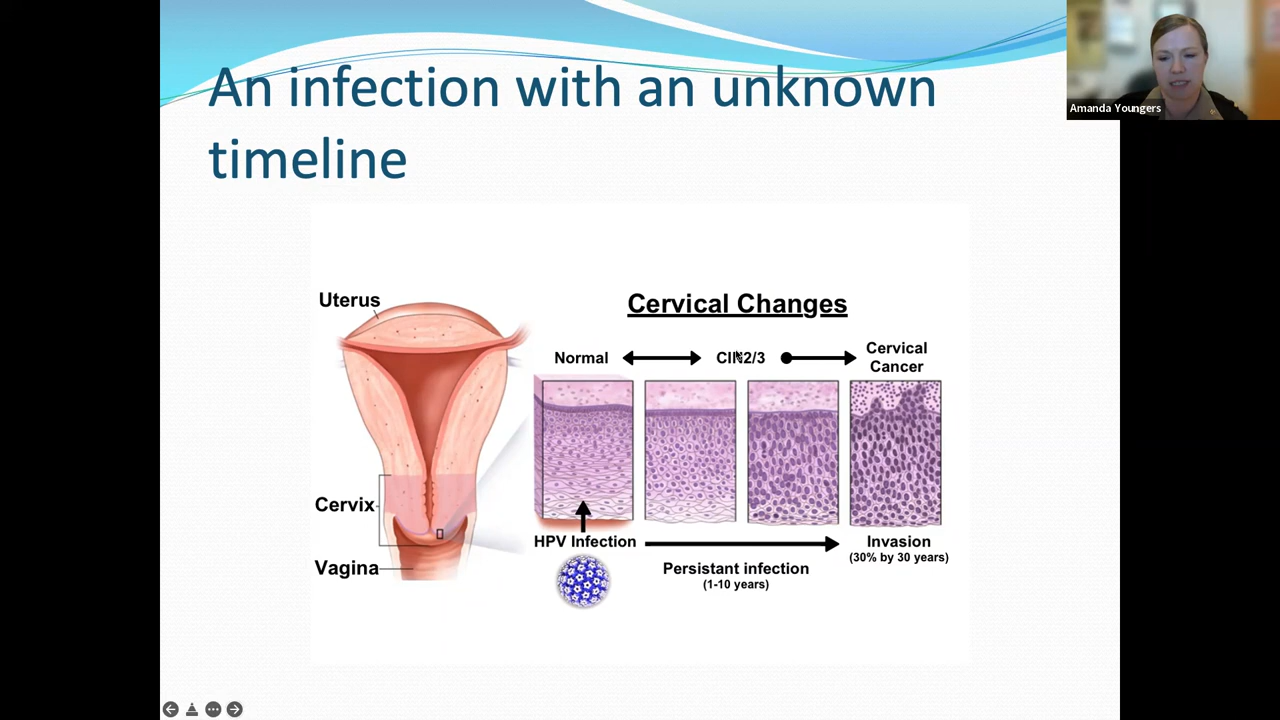 An infection with an unknown
timeline
Amanda Youngers
Uterus
Cervix
Vagina
Cervical Changes
Normal
CIN2/3
Cervical
Cancer
HPV Infection
Persistant infection
(1-10 years)
Invasion
(30% by 30 years)